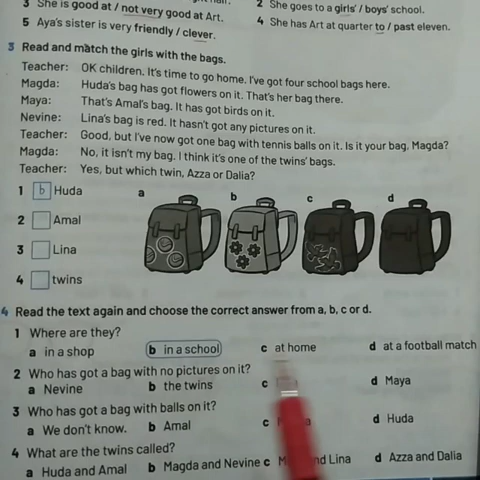 3 She is good at / not very good at Art.
2 She goes to a girls' / boys' school.
5 Aya's sister is very friendly / clever.
4 She has Art at quarter to / past eleven.
3 Read and match the girls with the bags.
Teacher: OK children. It's time to go home. I've got four school bags here.
Magda: Huda's bag has got flowers on it. That's her bag there.
Maya: That's Amal's bag. It has got birds on it.
Nevine: Lina's bag is red. It hasn't got any pictures on it.
Teacher: Good, but I've now got one bag with tennis balls on it. Is it your bag, Magda?
Magda: No, it isn't my bag. I think it's one of the twins' bags.
Teacher: Yes, but which twin, Azza or Dalia?
1 b Huda
a b c d
2 Amal
3 Lina
4 twins
4 Read the text again and choose the correct answer from a, b, c or d.
1 Where are they?
a in a shop b in a school c at home d at a football match
2 Who has got a bag with no pictures on it?
a Nevine b the twins c d Maya
3 Who has got a bag with balls on it?
a We don't know. b Amal c d Huda
4 What are the twins called?
a Huda and Amal b Magda and Nevine c and Lina d Azza and Dalia